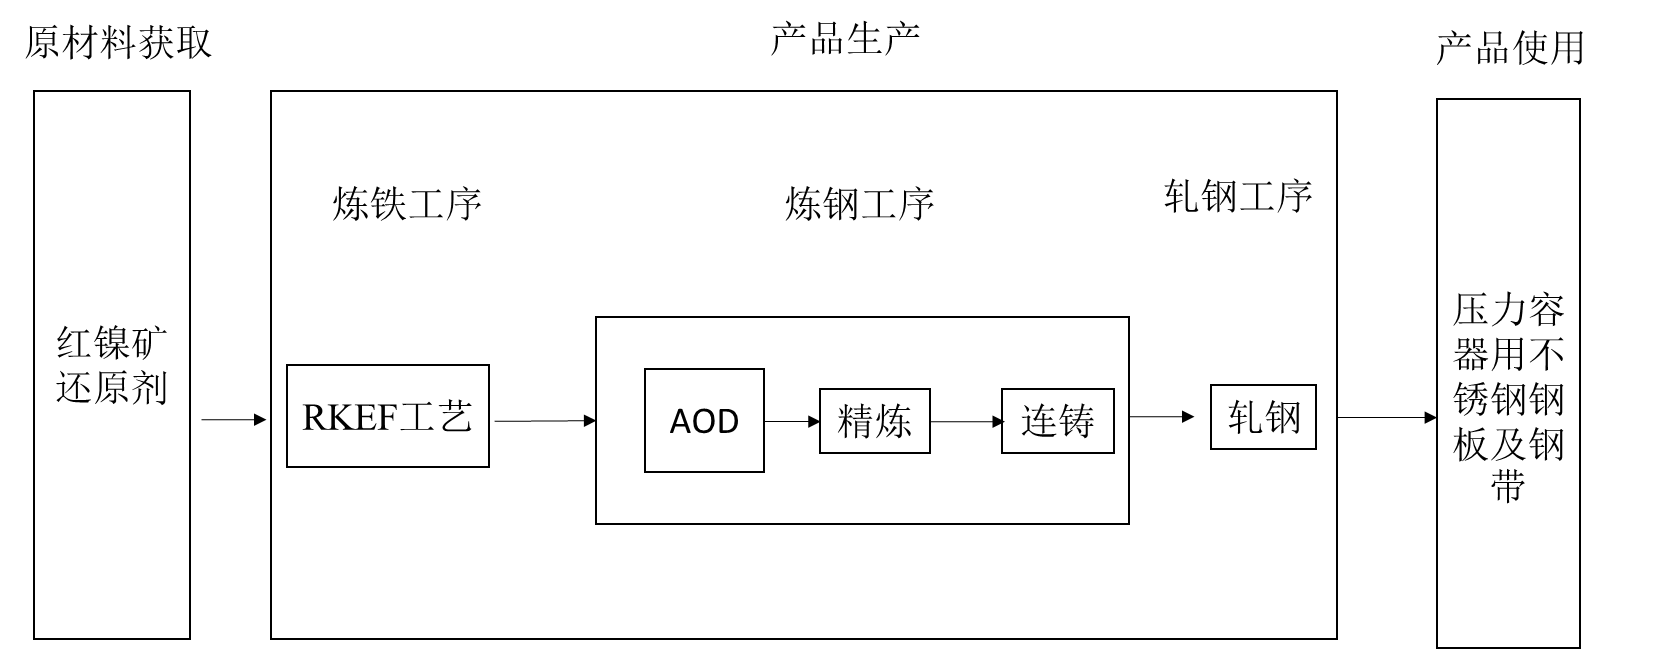 原材料获取
产品生产
产品使用
炼铁工序
炼钢工序
轧钢工序
红镍矿
还原剂
RKEF工艺
AOD
精炼
连铸
轧钢
压力容
器用不
锈钢钢
板及钢
带